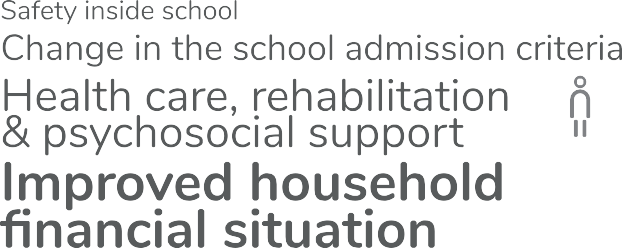 Safety inside school
Change in the school admission criteria
Health care, rehabilitation
& psychosocial support
Improved household
financial situation